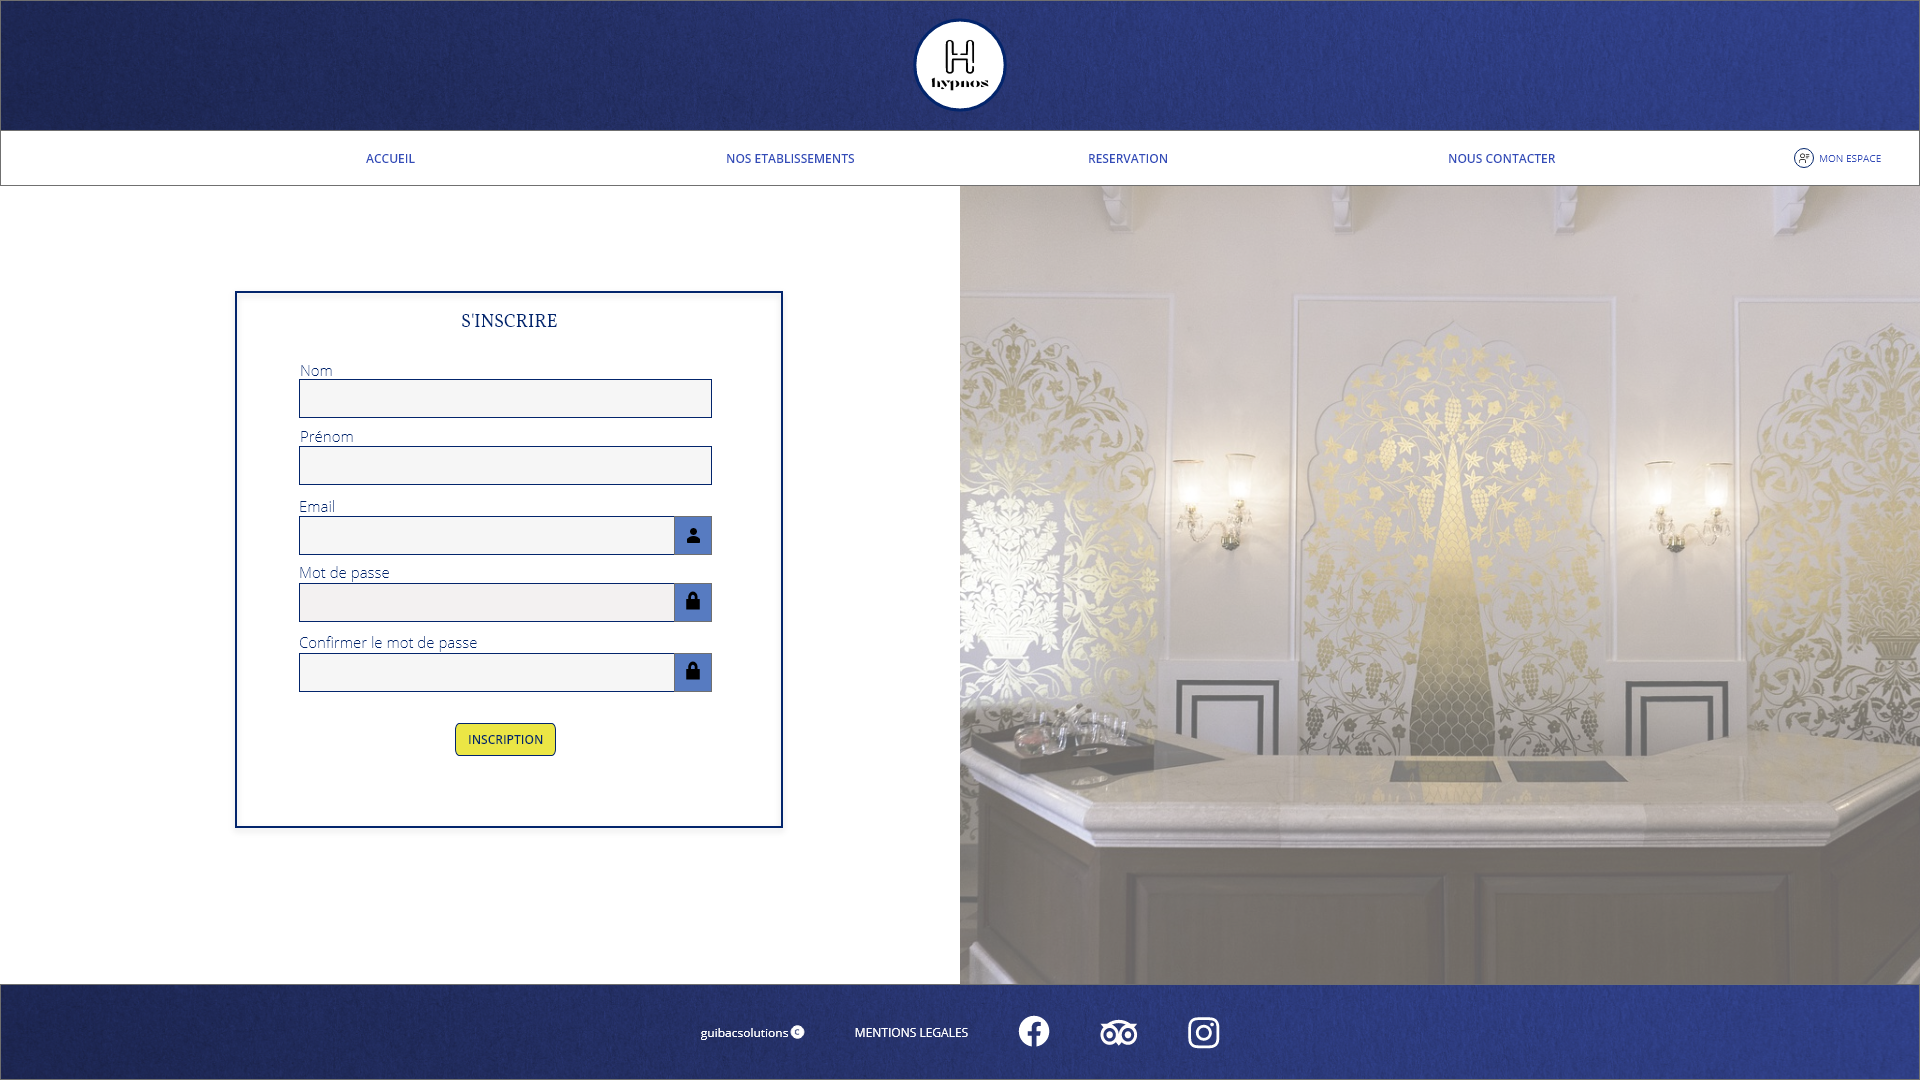 H
hypnos
ACCUEIL
NOS ETABLISSEMENTS
RESERVATION
NOUS CONTACTER
MON ESPACE
S'INSCRIRE
Nom
Prénom
Email
Mot de passe
Confirmer le mot de passe
INSCRIPTION
guibacsolutions C
MENTIONS LEGALES